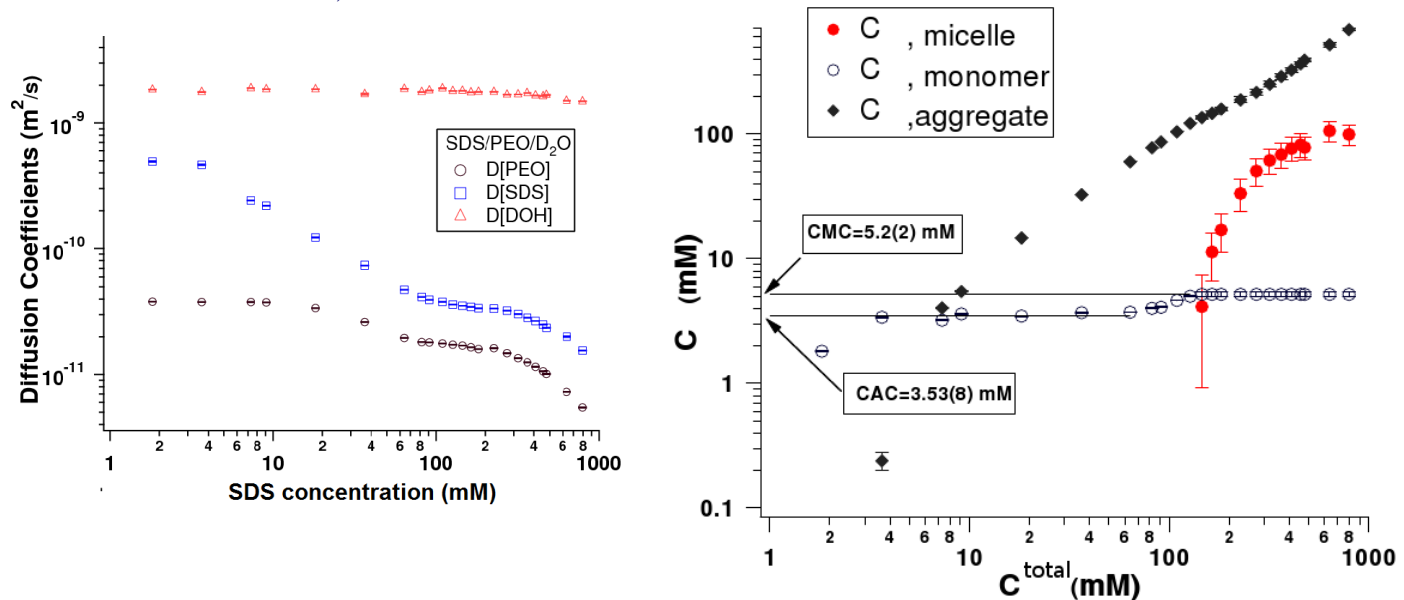 Diffusion Coefficients (m²/s)
10⁻⁹
10⁻¹⁰
10⁻¹¹
SDS/PEO/D₂O
D[PEO]
D[SDS]
D[DOH]
2 4 6 8 2 4 6 8 2 4 6 8
1 10 100 1000
SDS concentration (mM)
C , micelle
C , monomer
C ,aggregate
C (mM)
100
10
1
0.1
CMC=5.2(2) mM
CAC=3.53(8) mM
2 4 6 8 2 4 6 8 2 4 6 8
1 10 100 1000
C total (mM)